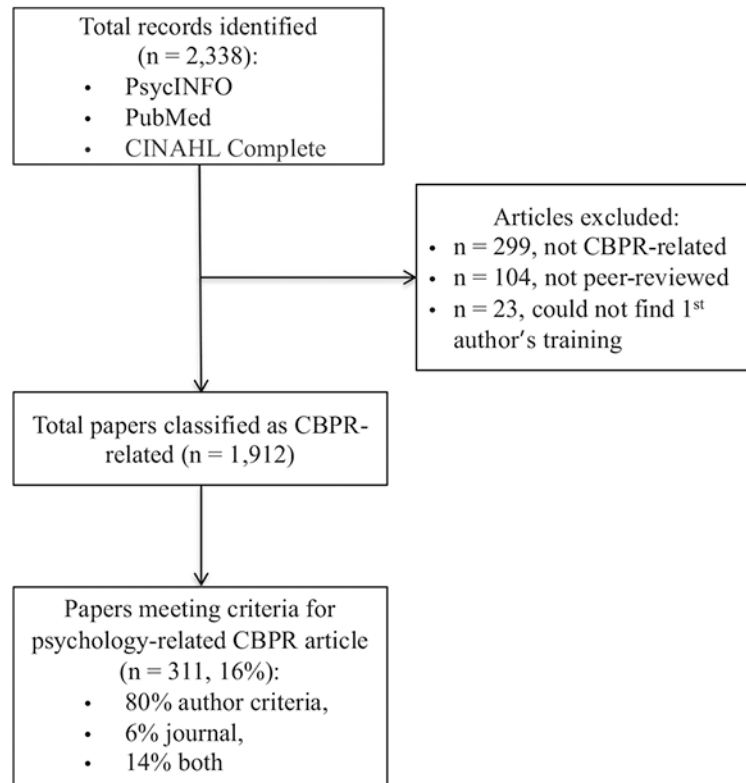 Total records identified
(n = 2,338):
• PsycINFO
• PubMed
• CINAHL Complete
Articles excluded:
• n = 299, not CBPR-related
• n = 104, not peer-reviewed
• n = 23, could not find 1st
author's training
Total papers classified as CBPR-
related (n = 1,912)
Papers meeting criteria for
psychology-related CBPR article
(n = 311, 16%):
• 80% author criteria,
• 6% journal,
• 14% both